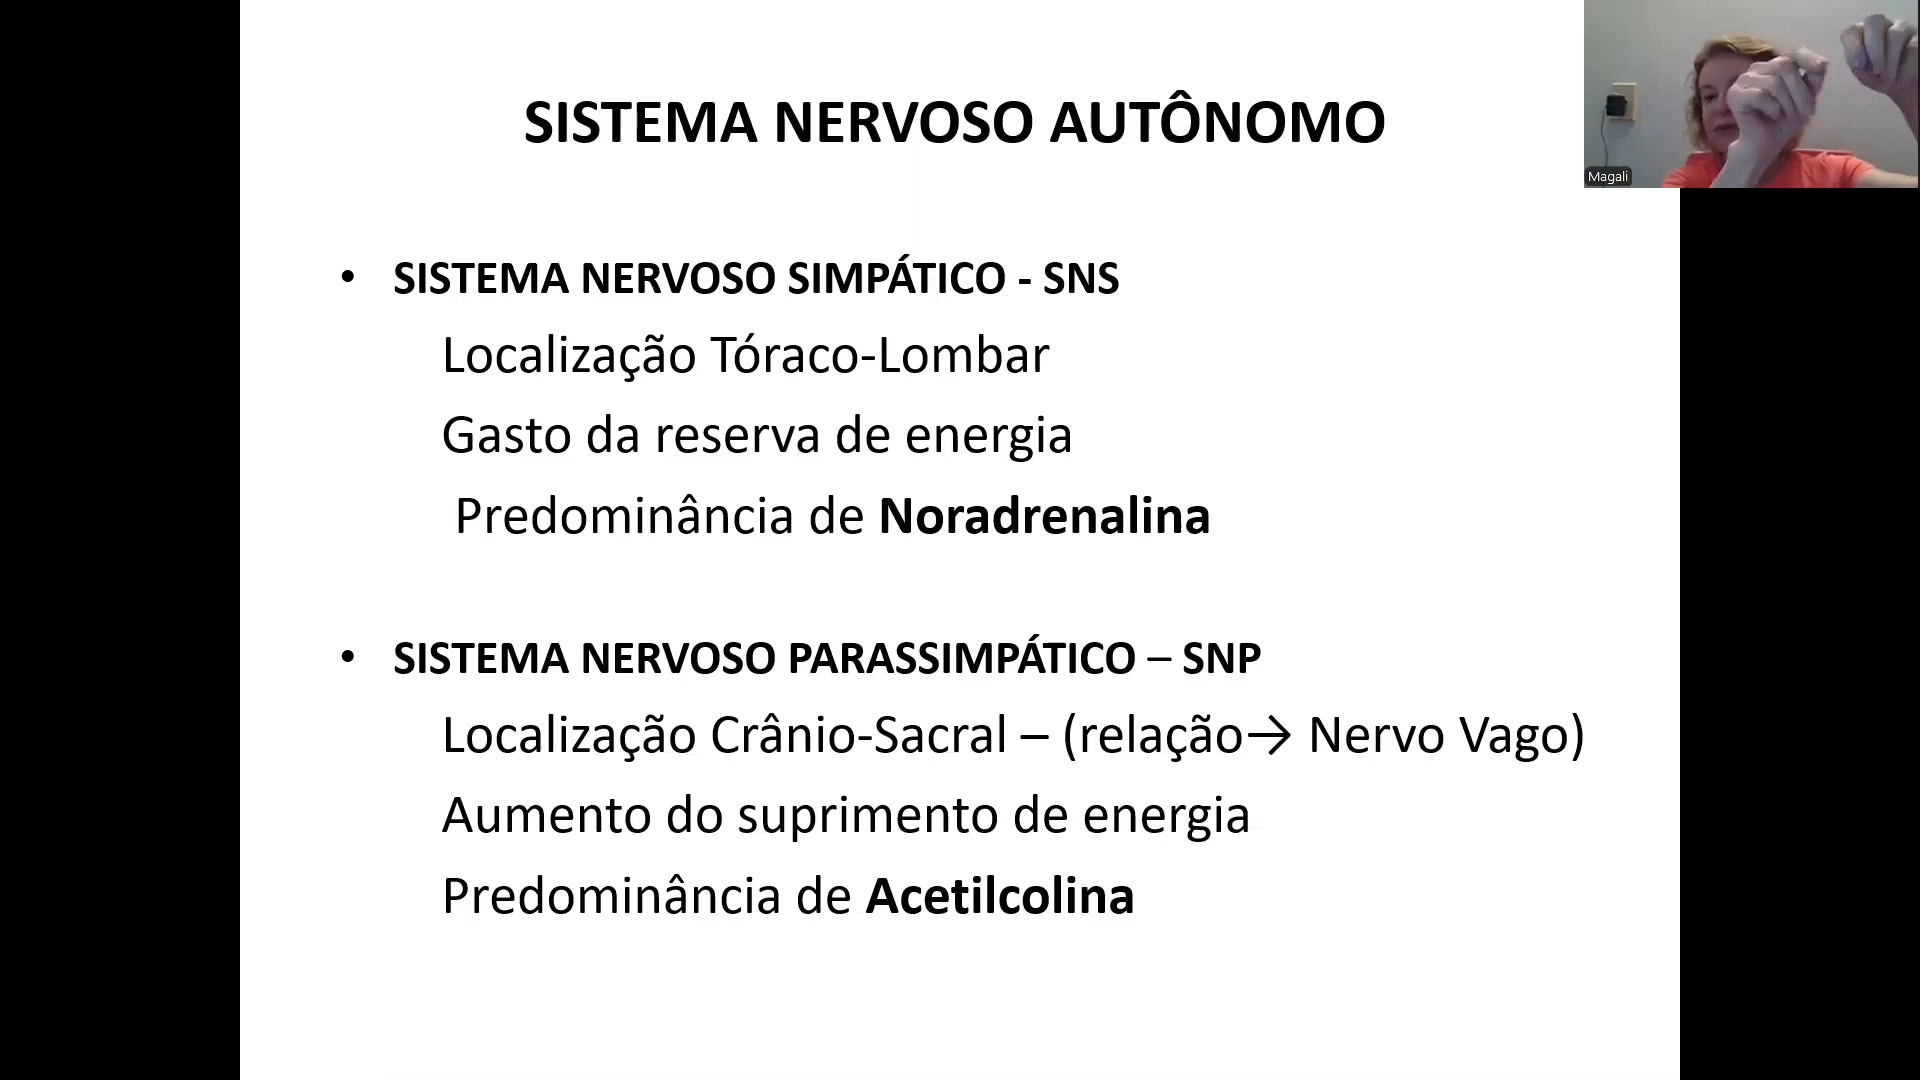 SISTEMA NERVOSO AUTÔNOMO
Magali
• SISTEMA NERVOSO SIMPÁTICO - SNS
Localização Tóraco-Lombar
Gasto da reserva de energia
Predominância de Noradrenalina
• SISTEMA NERVOSO PARASSIMPÁTICO – SNP
Localização Crânio-Sacral – (relação→ Nervo Vago)
Aumento do suprimento de energia
Predominância de Acetilcolina